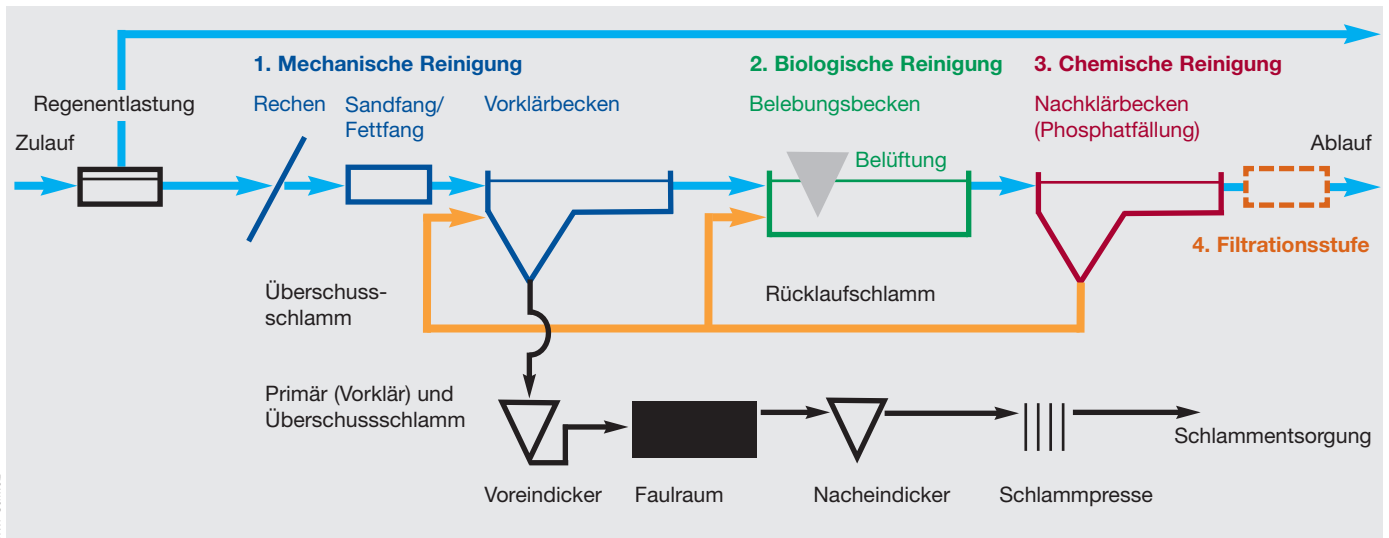 1. Mechanische Reinigung
2. Biologische Reinigung
3. Chemische Reinigung
Regenentlastung
Rechen
Sandfang/
Fettfang
Vorklärbecken
Belebungsbecken
Nachklärbecken
(Phosphatfällung)
Zulauf
Belüftung
Ablauf
4. Filtrationsstufe
Überschuss-
schlamm
Rücklaufschlamm
Primär (Vorklär) und
Überschussschlamm
Schlammentsorgung
Voreindicker
Faulraum
Nacheindicker
Schlammpresse